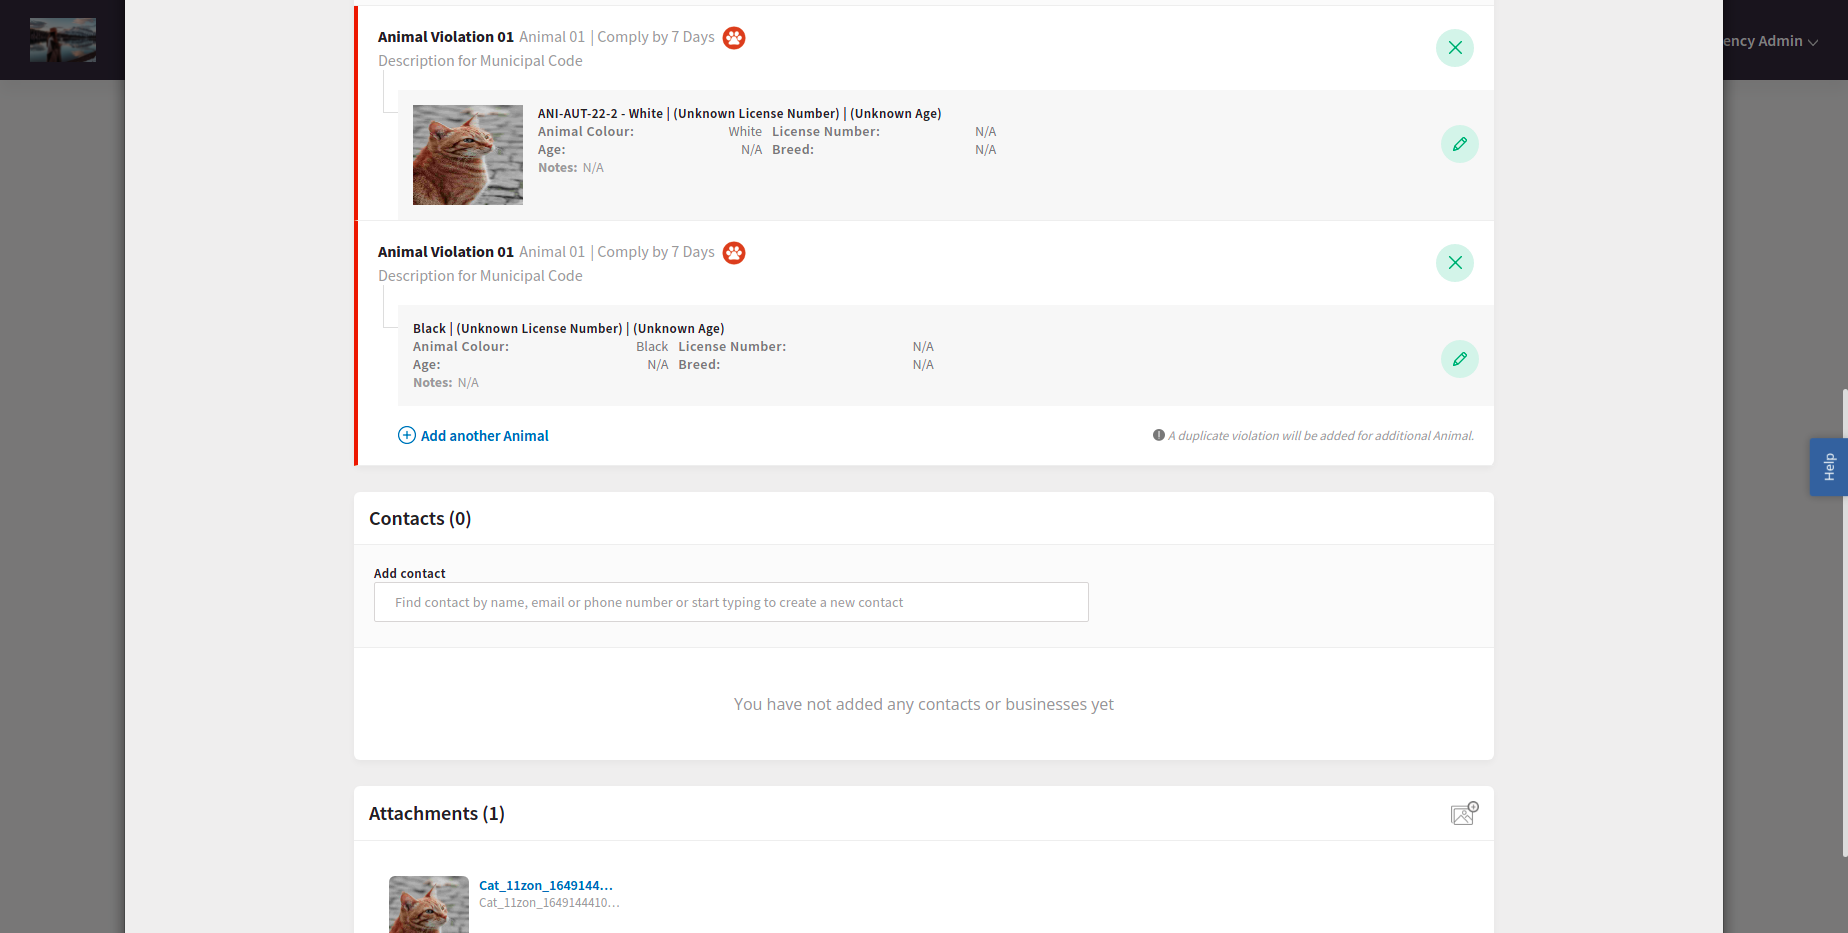 ency Admin
Animal Violation 01 Animal 01 | Comply by 7 Days
Description for Municipal Code
ANI-AUT-22-2 - White | (Unknown License Number) | (Unknown Age)
Animal Colour: White License Number: N/A
Age: N/A Breed: N/A
Notes: N/A
Animal Violation 01 Animal 01 | Comply by 7 Days
Description for Municipal Code
Black | (Unknown License Number) | (Unknown Age)
Animal Colour: Black License Number: N/A
Age: N/A Breed: N/A
Notes: N/A
Add another Animal
A duplicate violation will be added for additional Animal.
Help
Contacts (0)
Add contact
Find contact by name, email or phone number or start typing to create a new contact
You have not added any contacts or businesses yet
Attachments (1)
Cat_11zon_1649144...
Cat_11zon_1649144410...